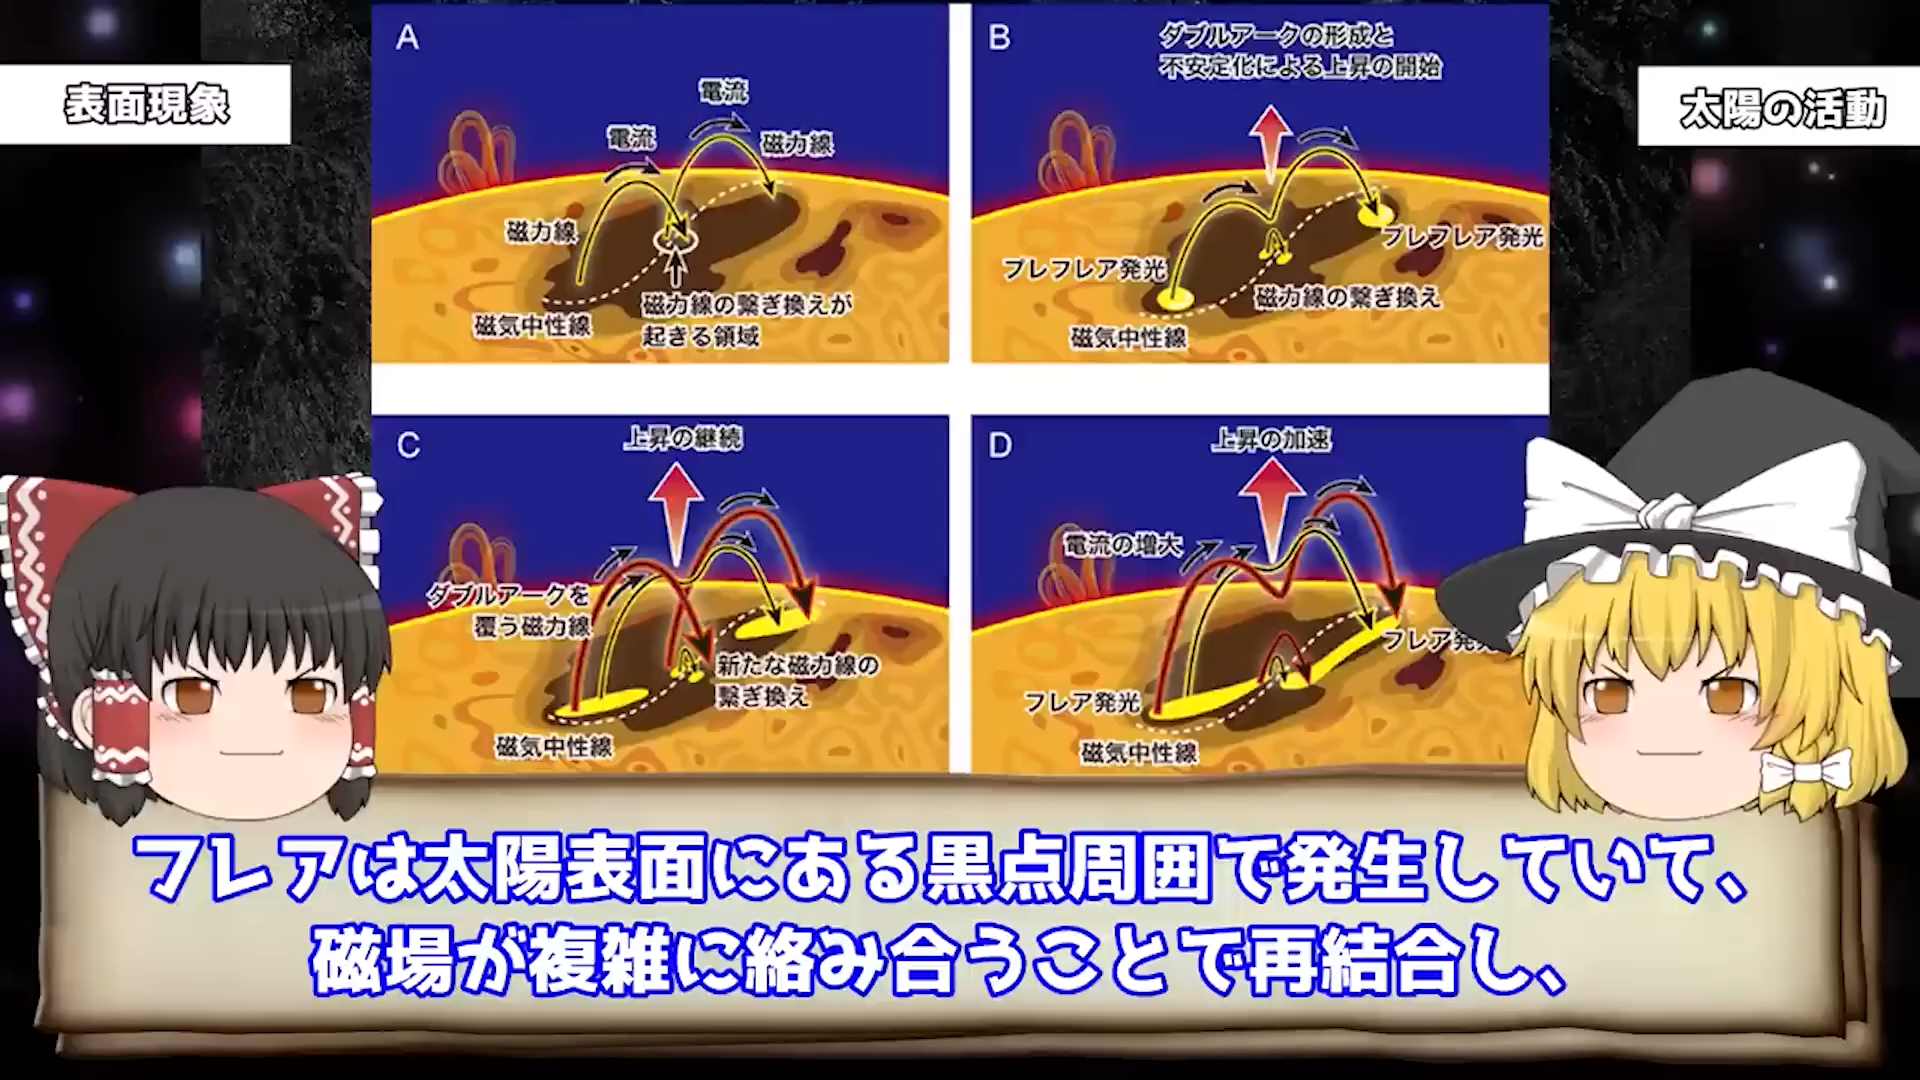 表面現象
太陽の活動
A
電流
電流
磁力線
磁力線
磁力線の繋ぎ換えが
起きる領域
磁気中性線
B
ダブルアークの形成と
不安定化による上昇の開始
プレフレア発光
プレフレア発光
磁力線の繋ぎ換え
磁気中性線
C
上昇の継続
ダブルアークを
覆う磁力線
新たな磁力線の
繋ぎ換え
磁気中性線
D
上昇の加速
電流の増大
フレア発
フレア発光
磁気中性線
フレアは太陽表面にある黒点周囲で発生していて、
磁場が複雑に絡み合うことで再結合し、